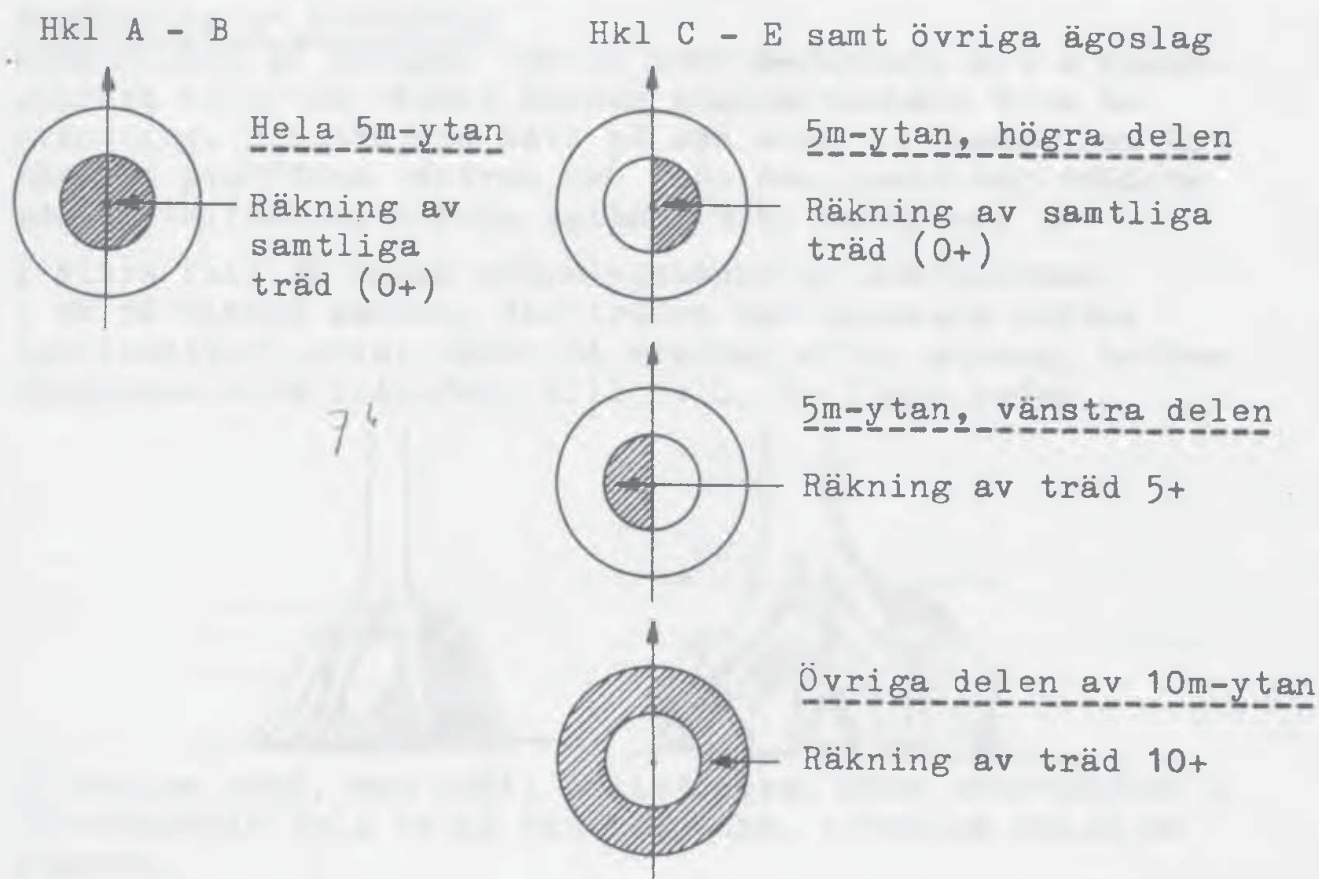 Hkl A - B
Hela 5m-ytan
Räkning av
samtliga
träd (0+)
Hkl C - E samt övriga ägoslag
5m-ytan, högra delen
Räkning av samtliga
träd (0+)
5m-ytan, vänstra delen
Räkning av träd 5+
Övriga delen av 10m-ytan
Räkning av träd 10+